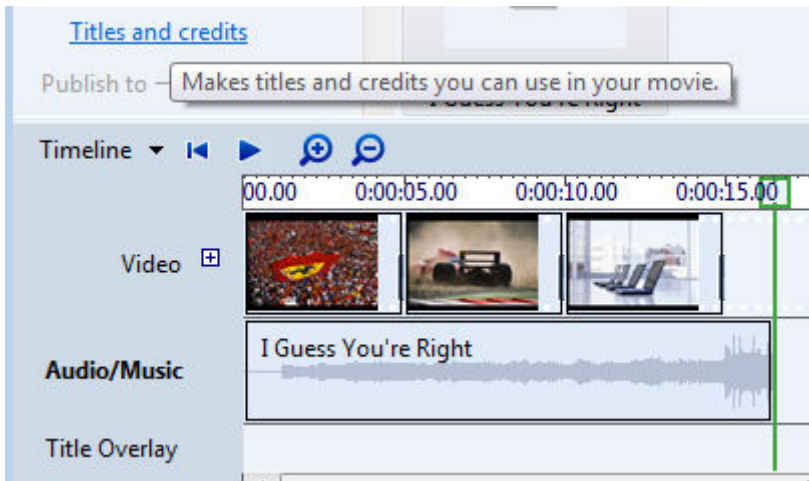 Titles and credits
Publish to
Makes titles and credits you can use in your movie.
I Guess You're Right
Timeline
00.00 0:00:05.00 0:00:10.00 0:00:15.00
Video
I Guess You're Right
Audio/Music
Title Overlay